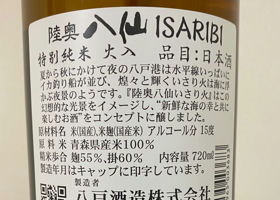 陸奥八仙 ISARIBI
特別純米 火入 品目:日本酒
夏から秋にかけて夜の八戸港は水平線いっぱいに
イカ釣り船が並び、煌々と輝くいさり火は海に浮
かぶ夜景のようです。『陸奥八仙いさり火』はこの
幻想的な光景をイメージし、“新鮮な海の幸と共に
楽しむお酒”をコンセプトに醸しました。
原材料名 米(国産)、米麹(国産米) アルコール分 15度
原料米 青森県産米100%
精米歩合 麹55%、掛60% 内容量 720ml
製造年月はキャップに印字しています。
製造者
八戸酒造株式会社